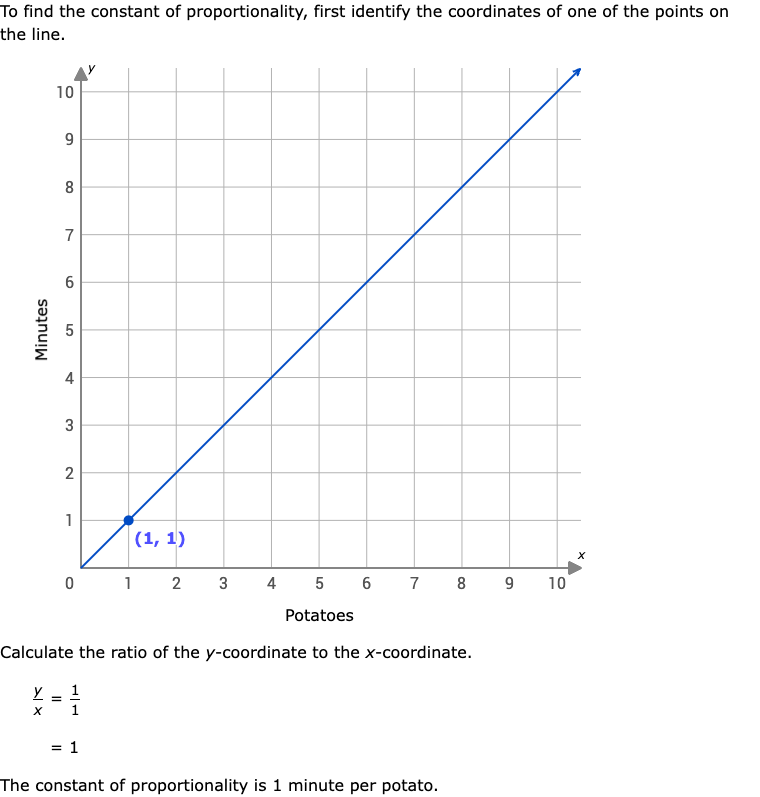 To find the constant of proportionality, first identify the coordinates of one of the points on
the line.
y
10
9
8
7
6
5
4
3
2
1
Minutes
(1, 1)
x
0 1 2 3 4 5 6 7 8 9 10
Potatoes
Calculate the ratio of the y-coordinate to the x-coordinate.
y/x = 1/1
= 1
The constant of proportionality is 1 minute per potato.